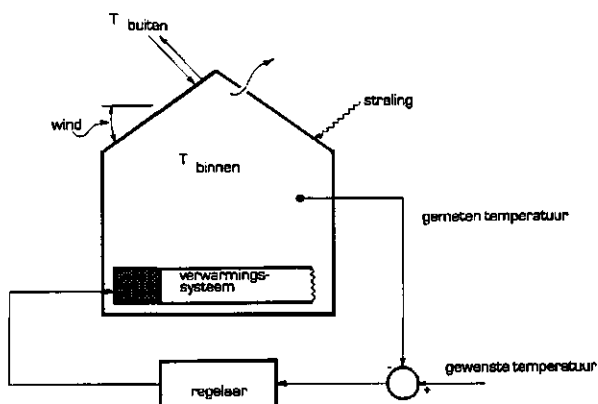 T buiten
straling
wind
T binnen
gemeten temperatuur
verwarmings-
systeem
gewenste temperatuur
- +
regelaar